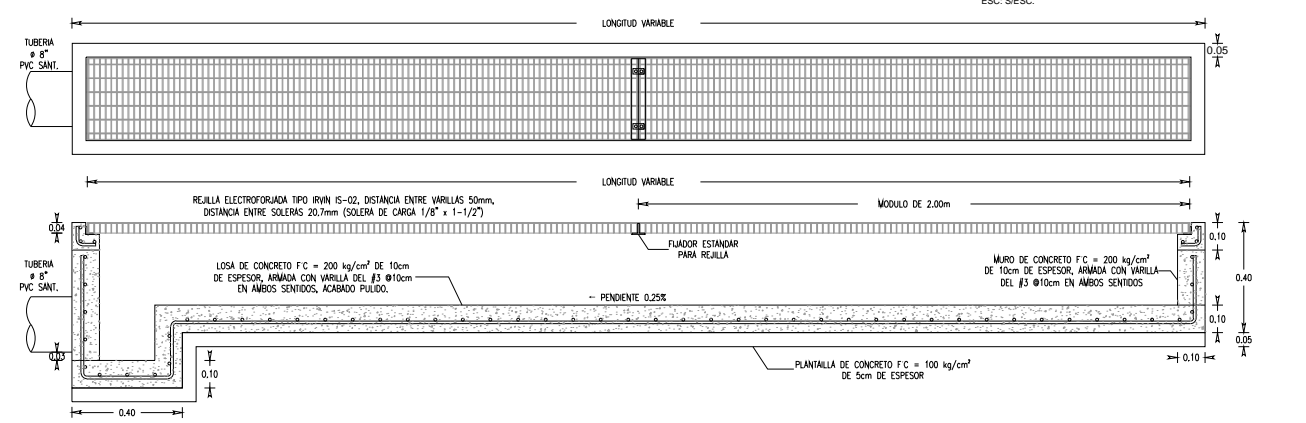 ESC: S/ESC.
LONGITUD VARIABLE
TUBERIA
ø 8"
PVC SANT.
0.05
LONGITUD VARIABLE
REJILLA ELECTROFORJADA TIPO IRVIN IS-02, DISTANCIA ENTRE VARILLAS 50mm,
DISTANCIA ENTRE SOLERAS 20.7mm (SOLERA DE CARGA 1/8" x 1-1/2")
MODULO DE 2.00m
0.04
0.10
FIJADOR ESTANDAR
PARA REJILLA
TUBERIA
ø 8"
PVC SANT.
LOSA DE CONCRETO F'C = 200 kg/cm² DE 10cm
DE ESPESOR, ARMADA CON VARILLA DEL #3 @10cm
EN AMBOS SENTIDOS, ACABADO PULIDO.
MURO DE CONCRETO F'C = 200 kg/cm²
DE 10cm DE ESPESOR, ARMADA CON VARILLA
DEL #3 @10cm EN AMBOS SENTIDOS
0.40
← PENDIENTE 0.25%
0.10
0.05
0.03
0.10
0.10
PLANTAILLA DE CONCRETO F'C = 100 kg/cm²
DE 5cm DE ESPESOR
0.40